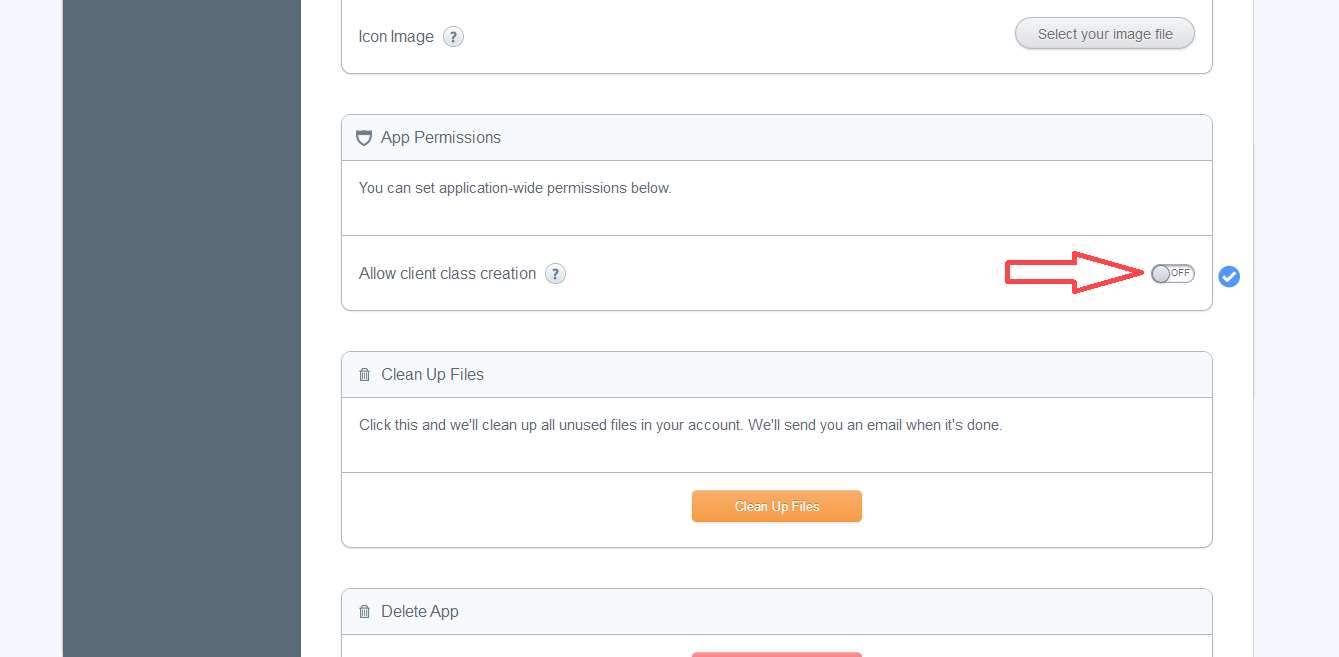 Icon Image ?
Select your image file
App Permissions
You can set application-wide permissions below.
Allow client class creation ?
OFF
Clean Up Files
Click this and we'll clean up all unused files in your account. We'll send you an email when it's done.
Clean Up Files
Delete App